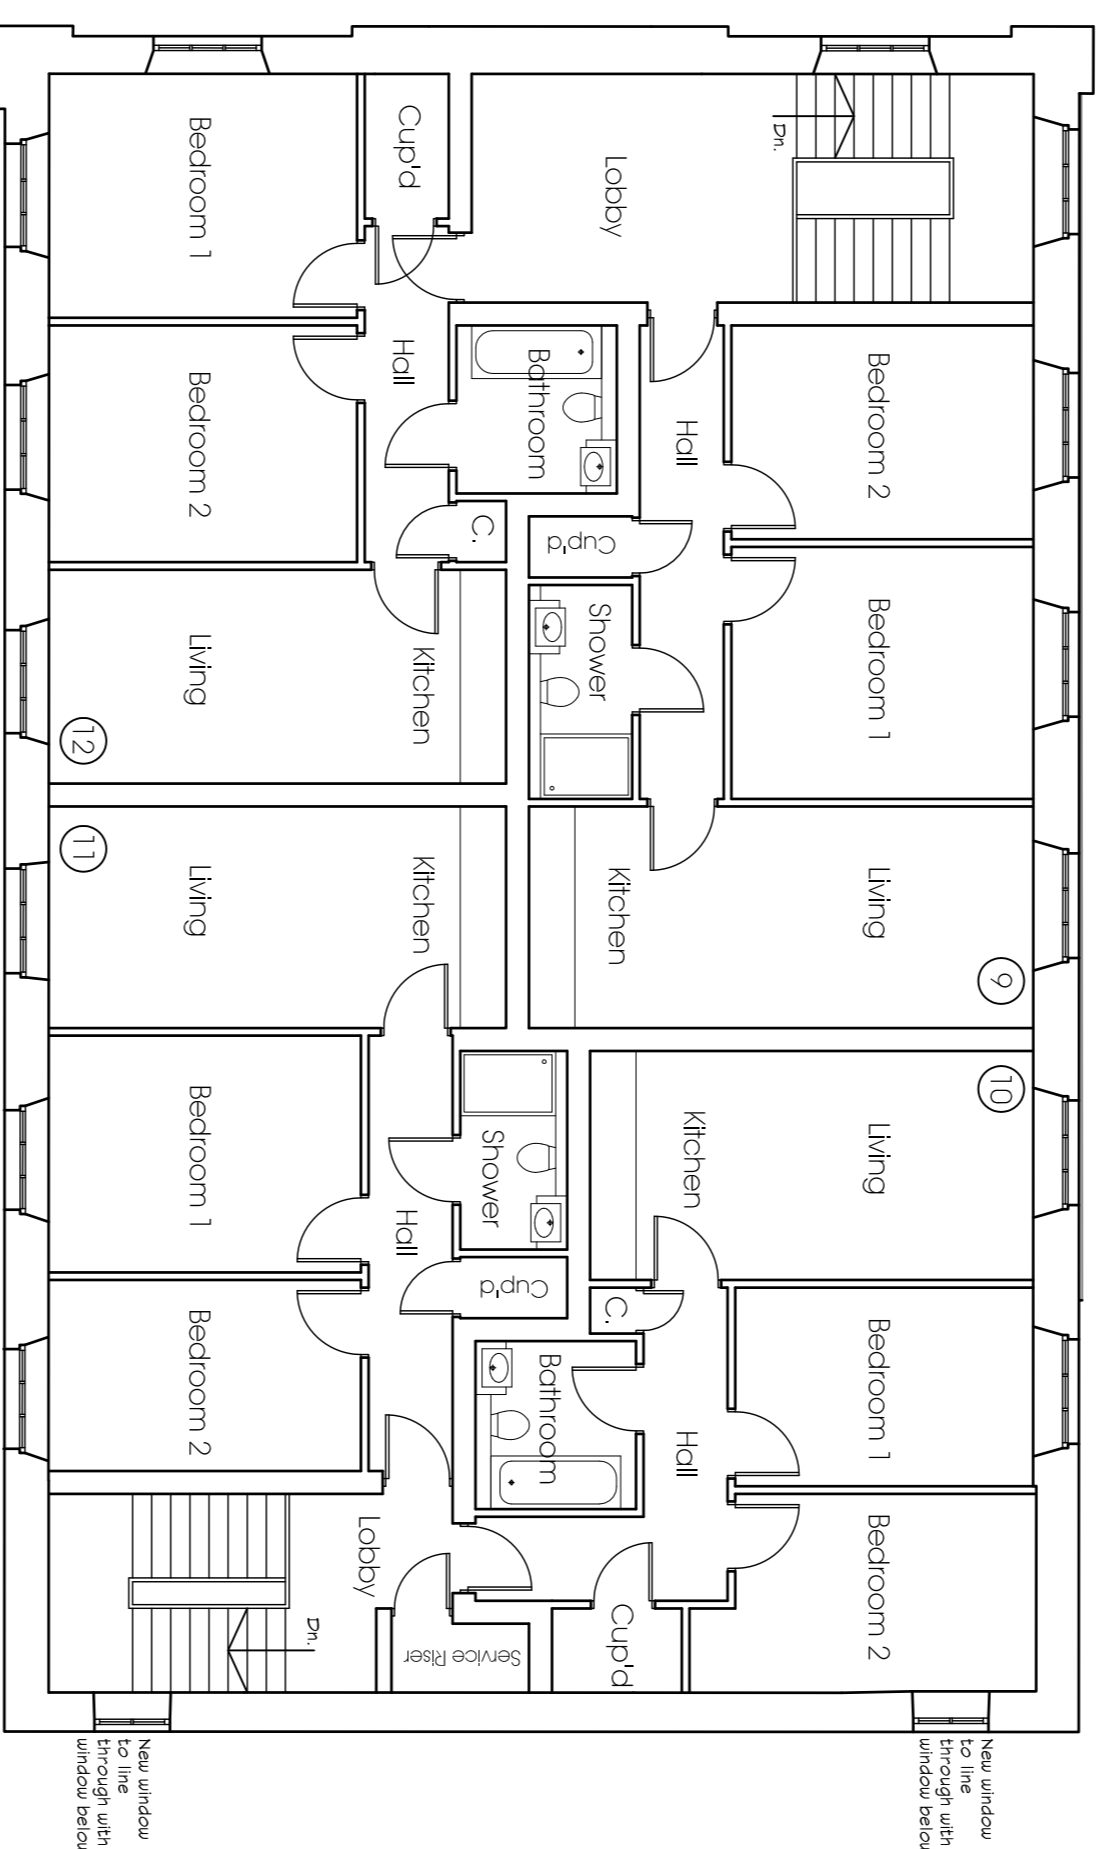 Dn.
Lobby
Bedroom 2
Bedroom 1
Living
9
10
Living
Bedroom 1
Bedroom 2
Hall
Cup'd
Shower
Kitchen
Kitchen
C.
Hall
Bathroom
Cup'd
Cup'd
Bathroom
C.
Shower
Cup'd
Service Riser
Hall
Kitchen
Kitchen
Hall
Lobby
Dn.
Bedroom 1
Bedroom 2
Living
12
11
Living
Bedroom 1
Bedroom 2
New window
to line
through with
window below
New window
to line
through with
window below